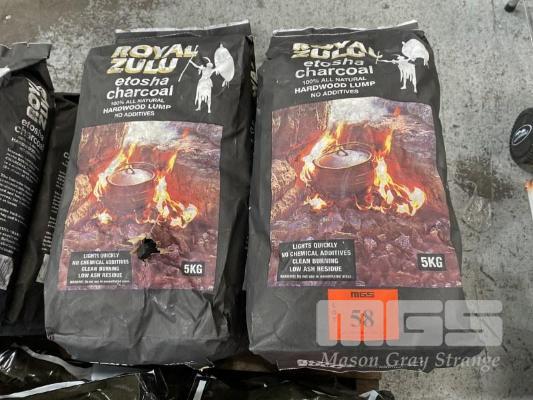 ROYAL
ZULU
etosha
charcoal
100% ALL NATURAL
HARDWOOD LUMP
NO ADDITIVES
LIGHTS QUICKLY
NO CHEMICAL ADDITIVES
CLEAN BURNING
LOW ASH RESIDUE
5KG
ROYAL
ZULU
etosha
charcoal
100% ALL NATURAL
HARDWOOD LUMP
NO ADDITIVES
LIGHTS QUICKLY
NO CHEMICAL ADDITIVES
CLEAN BURNING
LOW ASH RESIDUE
5KG
MGS
58
MGS
Mason Gray Strange
etosha
charcoal